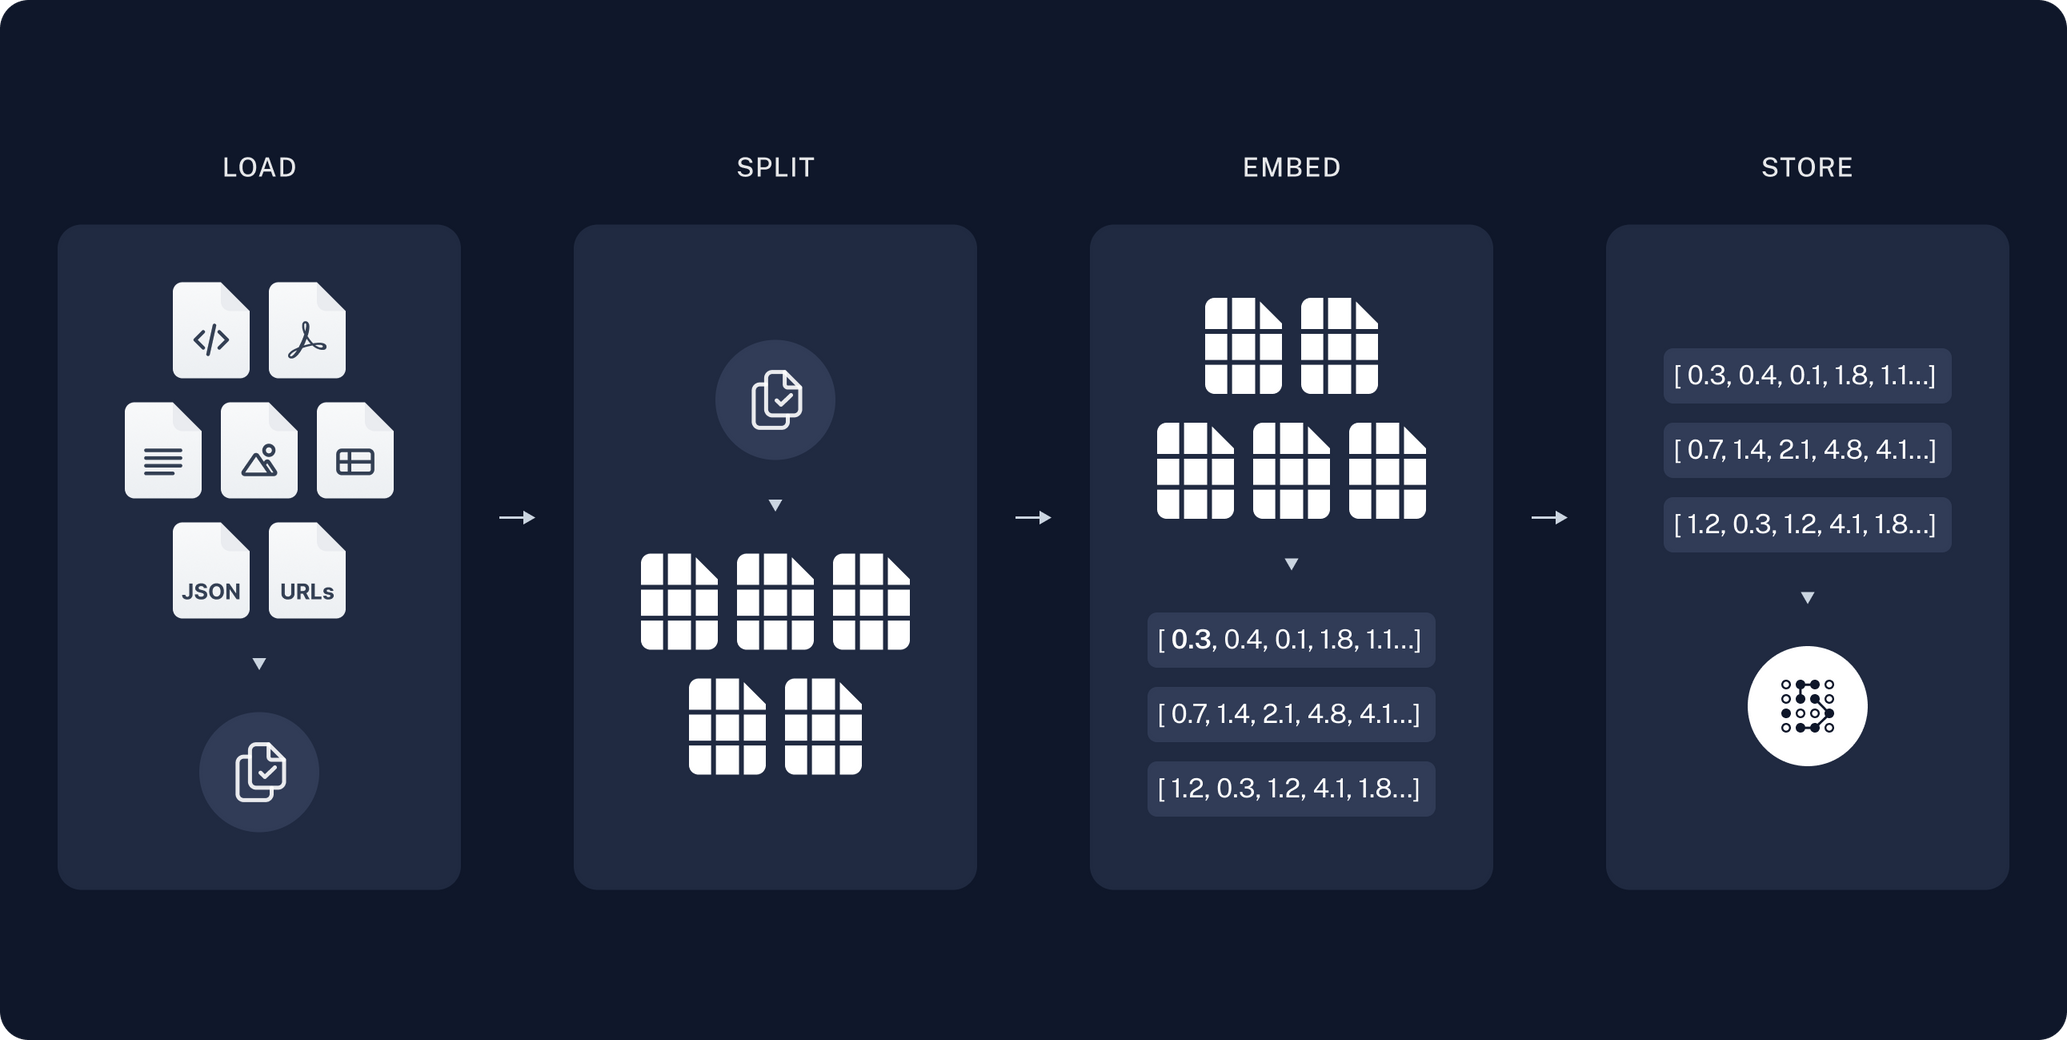 LOAD
JSON
URLs
SPLIT
EMBED
[ 0.3, 0.4, 0.1, 1.8, 1.1...]
[ 0.7, 1.4, 2.1, 4.8, 4.1...]
[ 1.2, 0.3, 1.2, 4.1, 1.8...]
STORE
[ 0.3, 0.4, 0.1, 1.8, 1.1...]
[ 0.7, 1.4, 2.1, 4.8, 4.1...]
[ 1.2, 0.3, 1.2, 4.1, 1.8...]